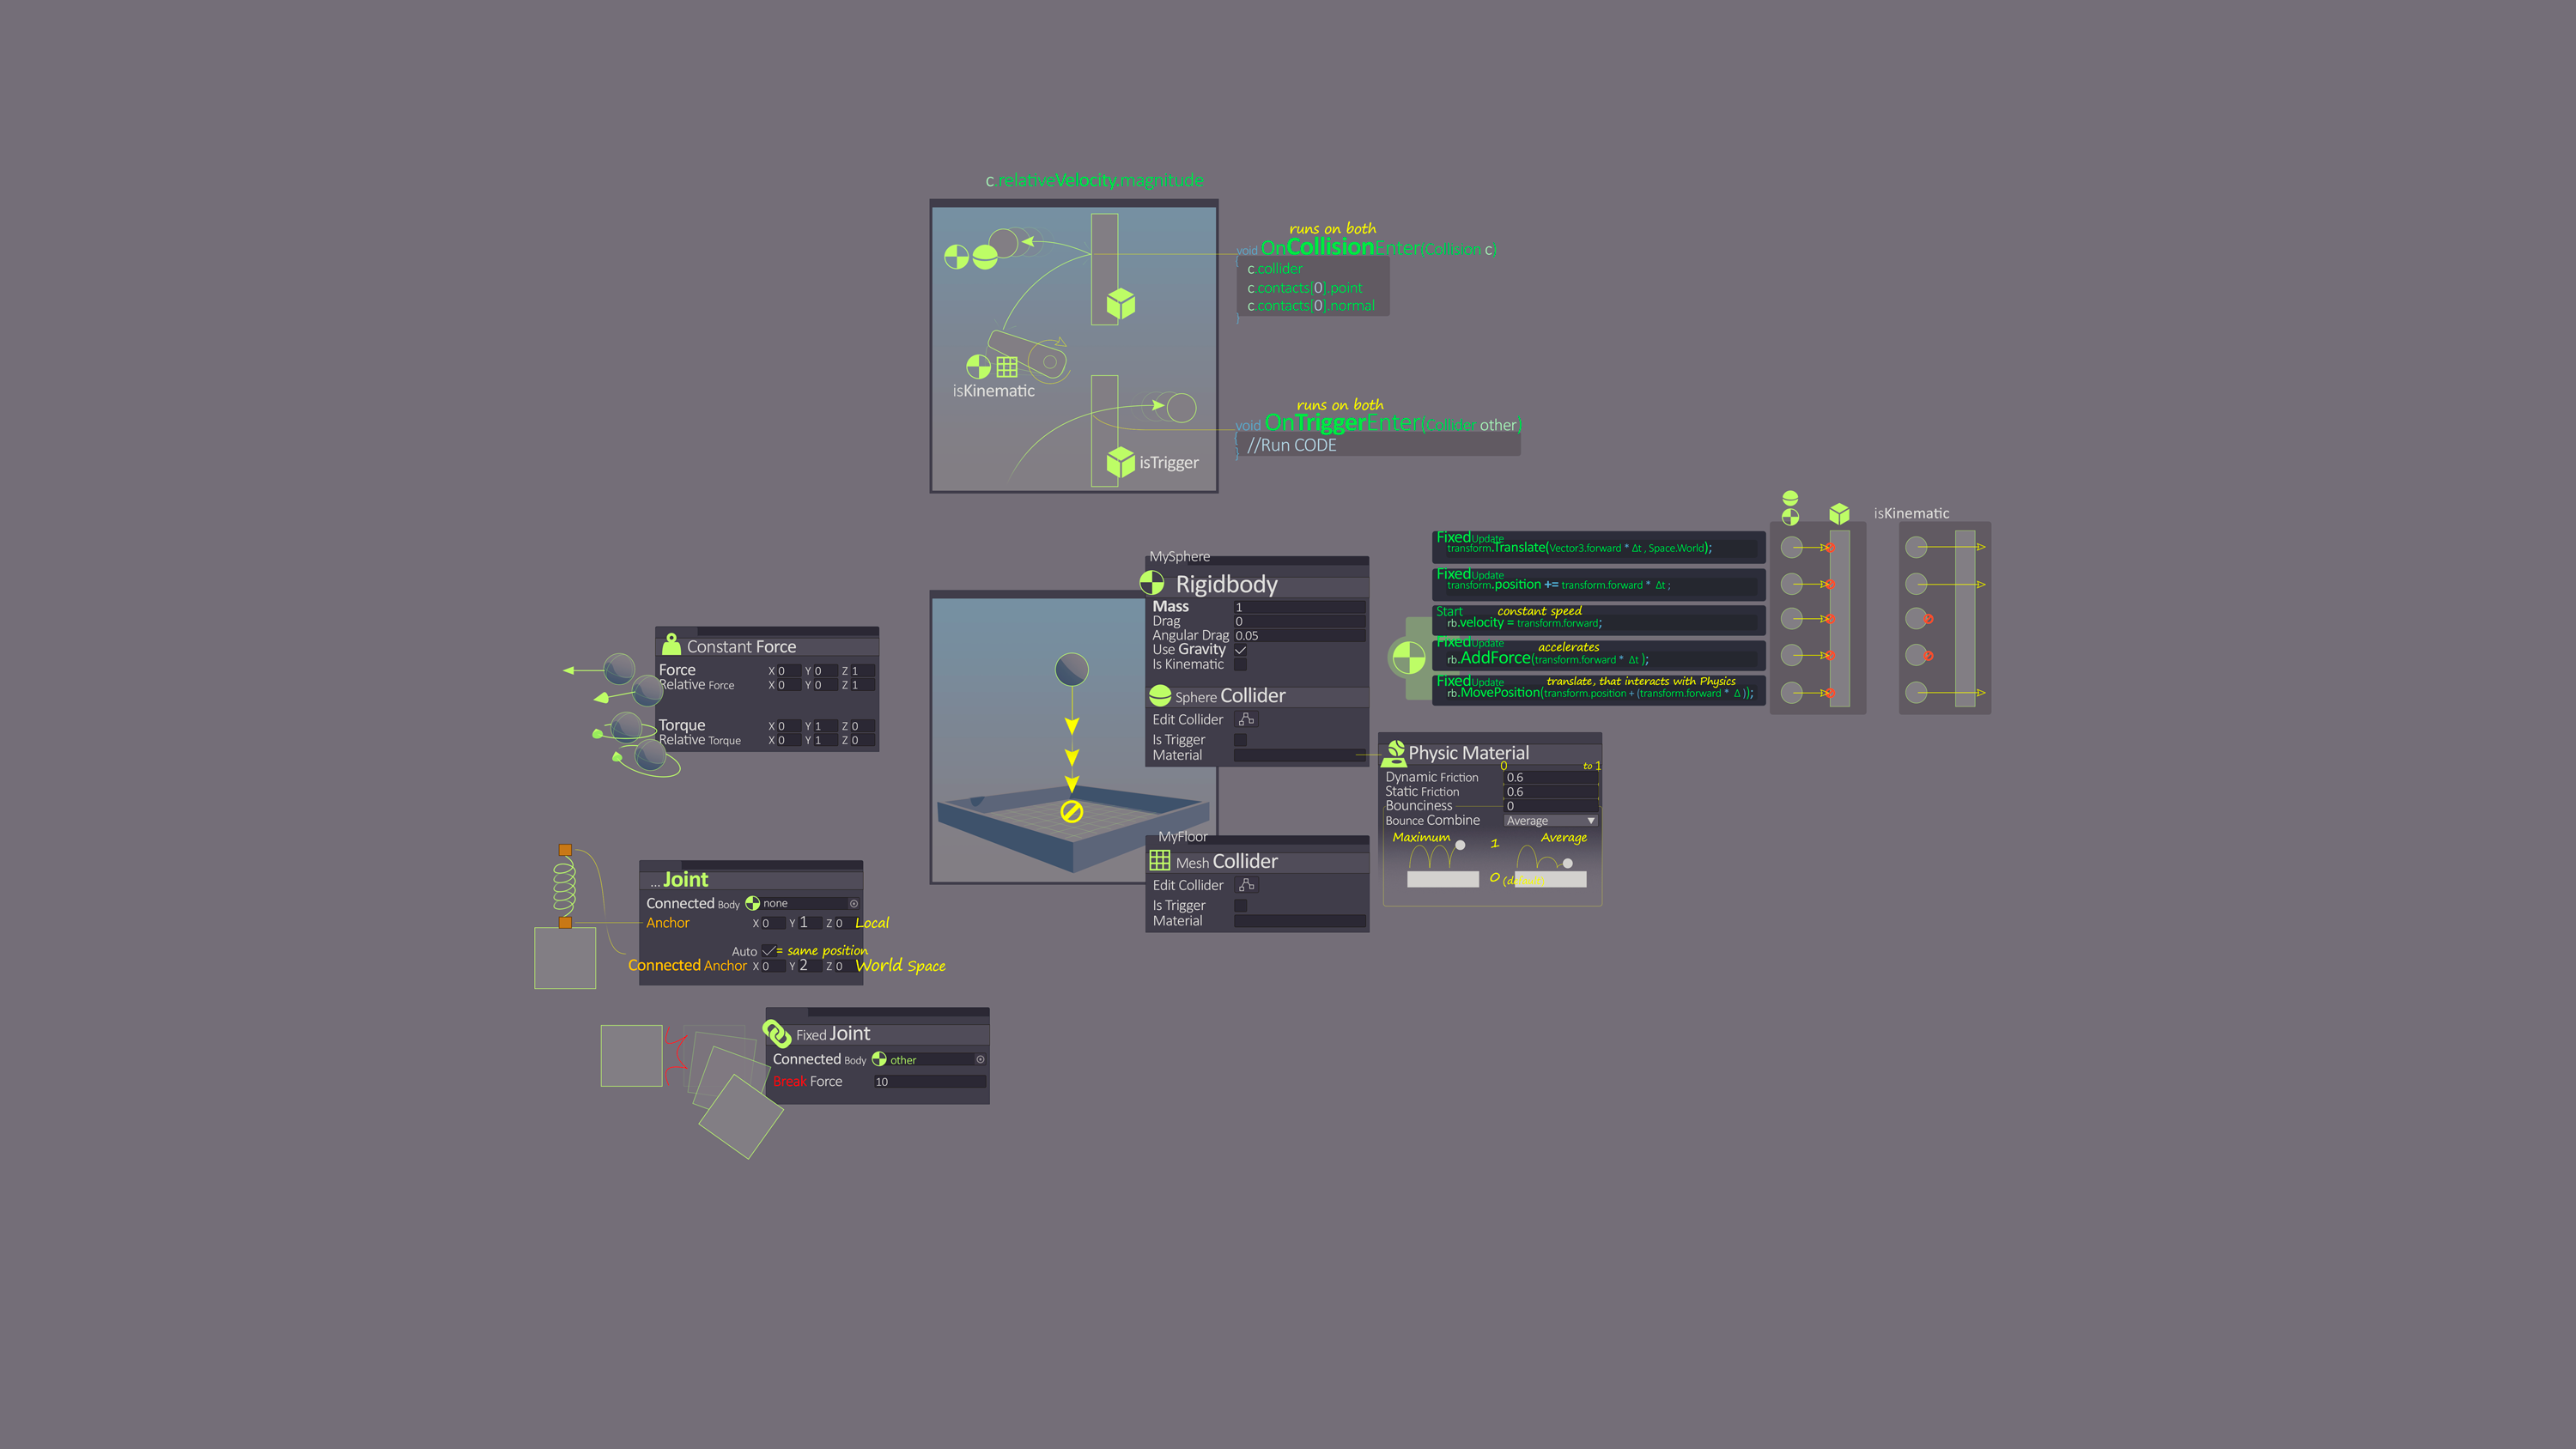 c.relativeVelocity.magnitude
runs on both
void OnCollisionEnter(Collision c)
{
c.collider
c.contacts[0].point
c.contacts[0].normal
}
isKinematic
runs on both
void OnTriggerEnter(Collider other)
{
//Run CODE
}
isTrigger
isKinematic
FixedUpdate
transform.Translate(Vector3.forward * Δt , Space.World);
FixedUpdate
transform.position += transform.forward * Δt ;
Start constant speed
rb.velocity = transform.forward;
FixedUpdate accelerates
rb.AddForce(transform.forward * Δt );
FixedUpdate translate, that interacts with Physics
rb.MovePosition(transform.position + (transform.forward * Δ ));
MySphere
Rigidbody
Mass 1
Drag 0
Angular Drag 0.05
Use Gravity
Is Kinematic
Sphere Collider
Edit Collider
Is Trigger
Material
Constant Force
Force X 0 Y 0 Z 1
Relative Force X 0 Y 0 Z 1
Torque X 0 Y 1 Z 0
Relative Torque X 0 Y 1 Z 0
Physic Material
0 to 1
Dynamic Friction 0.6
Static Friction 0.6
Bounciness 0
Bounce Combine Average
Maximum 1 Average
0 (default)
MyFloor
Mesh Collider
Edit Collider
Is Trigger
Material
... Joint
Connected Body none
Anchor X 0 Y 1 Z 0 Local
Auto = same position
Connected Anchor X 0 Y 2 Z 0 World Space
Fixed Joint
Connected Body other
Break Force 10